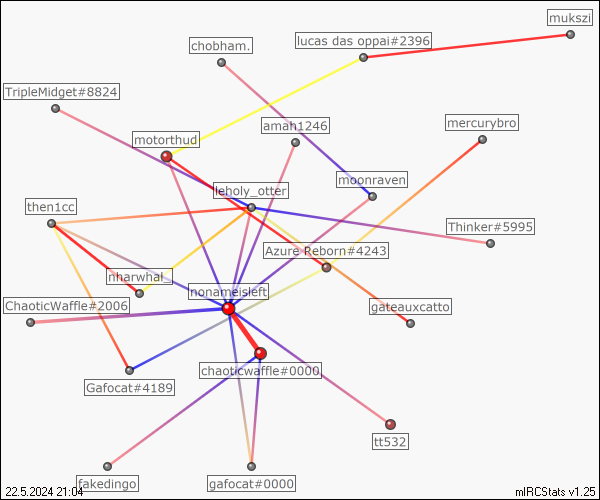 mukszi
lucas das oppai#2396
chobham.
TripleMidget#8824
amah1246
mercurybro
motorthud
moonraven
leholy_otter
then1cc
Thinker#5995
Azure Reborn#4243
nharwhal_
nonameisleft
ChaoticWaffle#2006
gateauxcatto
chaoticwaffle#0000
Gafocat#4189
tt532
fakedingo
gafocat#0000
22.5.2024 21:04
mIRCStats v1.25